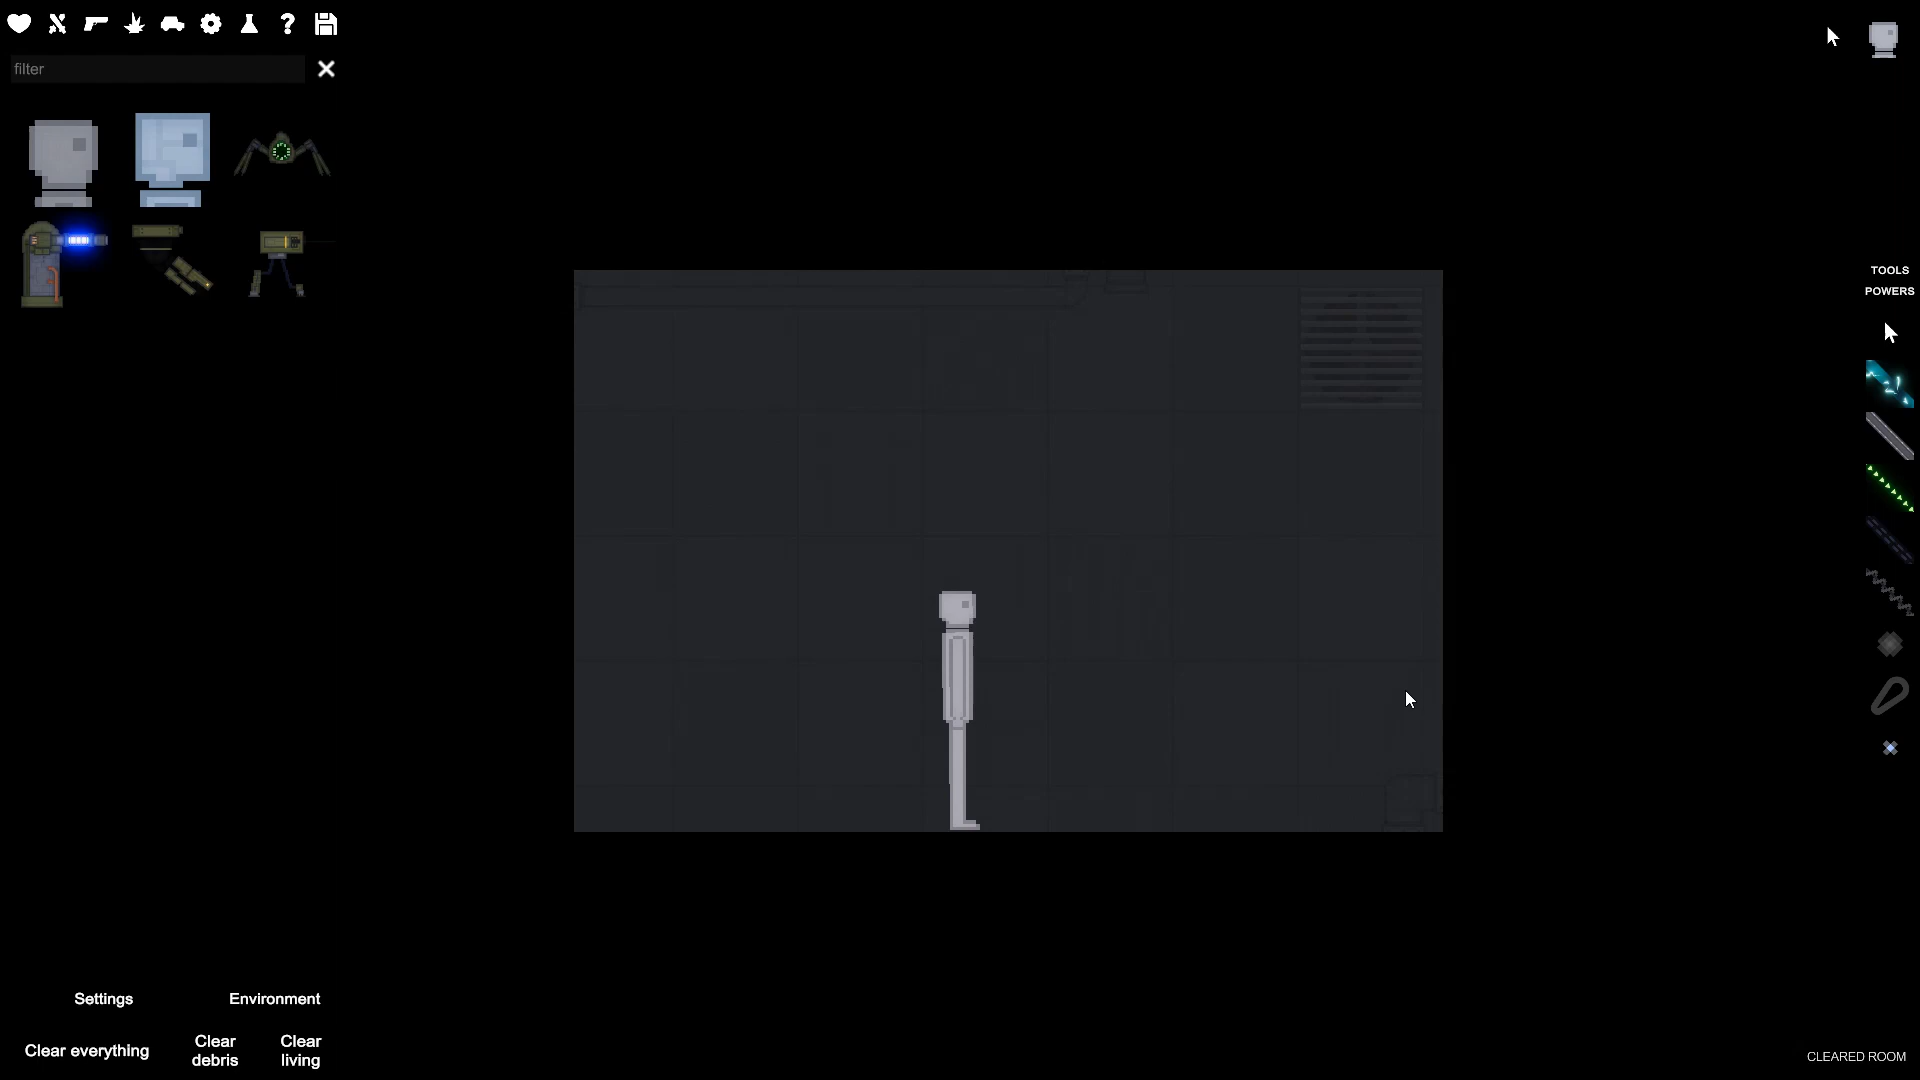 filter
TOOLS
POWERS
Settings
Environment
Clear everything
Clear
debris
Clear
living
CLEARED ROOM